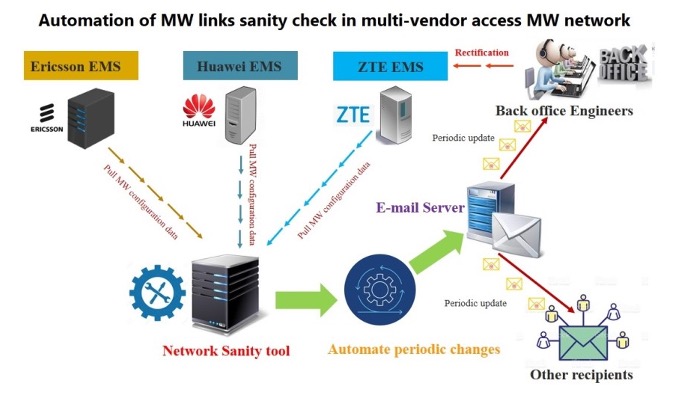 Automation of MW links sanity check in multi-vendor access MW network
Ericsson EMS
Huawei EMS
ZTE EMS
Rectification
BACK
OFFICE
Back office Engineers
ERICSSON
HUAWEI
ZTE
Periodic update
Pull MW configuration data
Pull MW configuration data
Pull MW configuration data
E-mail Server
Periodic update
Network Sanity tool
Automate periodic changes
Other recipients